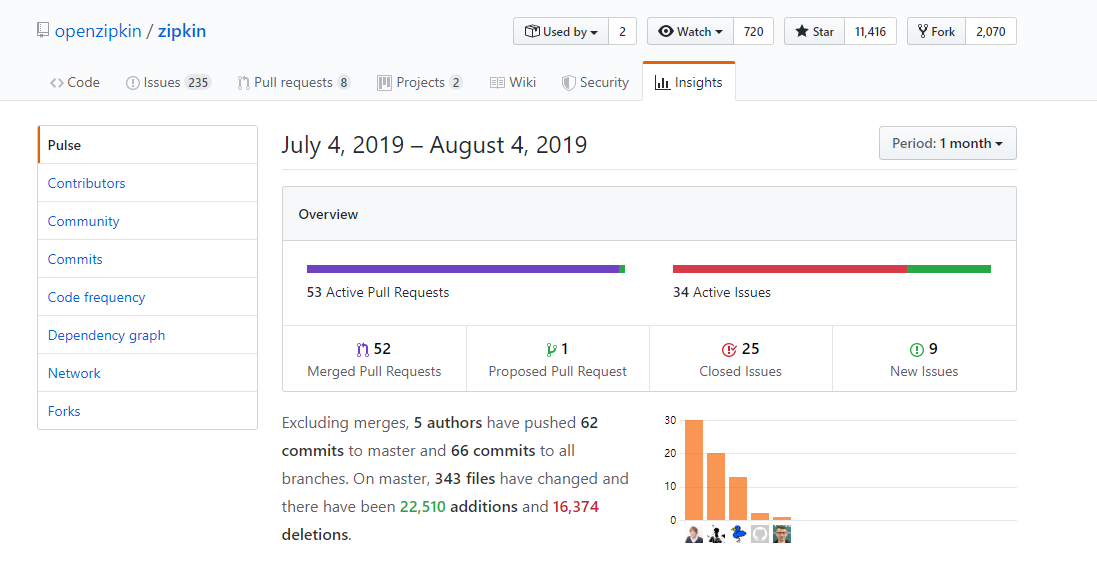 openzipkin / zipkin
Used by 2 Watch 720 Star 11,416 Fork 2,070
Code Issues 235 Pull requests 8 Projects 2 Wiki Security Insights
Pulse
Contributors
Community
Commits
Code frequency
Dependency graph
Network
Forks
July 4, 2019 – August 4, 2019
Period: 1 month
Overview
53 Active Pull Requests
34 Active Issues
52
Merged Pull Requests
1
Proposed Pull Request
25
Closed Issues
9
New Issues
Excluding merges, 5 authors have pushed 62
commits to master and 66 commits to all
branches. On master, 343 files have changed and
there have been 22,510 additions and 16,374
deletions.
30
20
10
0